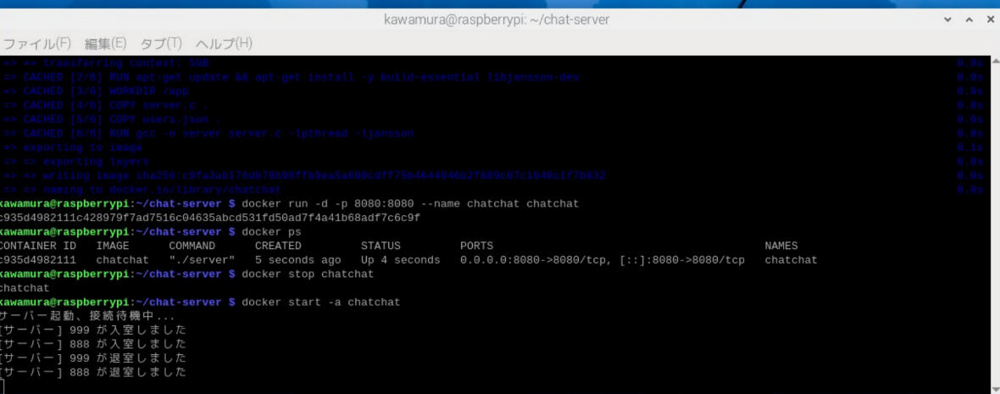 kawamura@raspberrypi: ~/chat-server
ファイル(F) 編集(E) タブ(T) ヘルプ(H)
=> => transferring context: 59B 0.0s
=> CACHED [2/6] RUN apt-get update && apt-get install -y build-essential libjansson-dev 0.0s
=> CACHED [3/6] WORKDIR /app 0.0s
=> CACHED [4/6] COPY server.c . 0.0s
=> CACHED [5/6] COPY users.json . 0.0s
=> CACHED [6/6] RUN gcc -o server server.c -lpthread -ljansson 0.0s
=> exporting to image 0.1s
=> => exporting layers 0.0s
=> => writing image 0.0s
=> => naming to docker.io/library/chatchat 0.0s
kawamura@raspberrypi:~/chat-server $ docker run -d -p 8080:8080 --name chatchat chatchat
c935d4982111c428979f7ad7516c04635abcd531fd50ad7f4a41b68adf7c6c9f
kawamura@raspberrypi:~/chat-server $ docker ps
CONTAINER ID IMAGE COMMAND CREATED STATUS PORTS NAMES
c935d4982111 chatchat "./server" 5 seconds ago Up 4 seconds 0.0.0.0:8080->8080/tcp, [::]:8080->8080/tcp chatchat
kawamura@raspberrypi:~/chat-server $ docker stop chatchat
chatchat
kawamura@raspberrypi:~/chat-server $ docker start -a chatchat
サーバー起動、接続待機中...
[サーバー] 999 が入室しました
[サーバー] 888 が入室しました
[サーバー] 999 が退室しました
[サーバー] 888 が退室しました